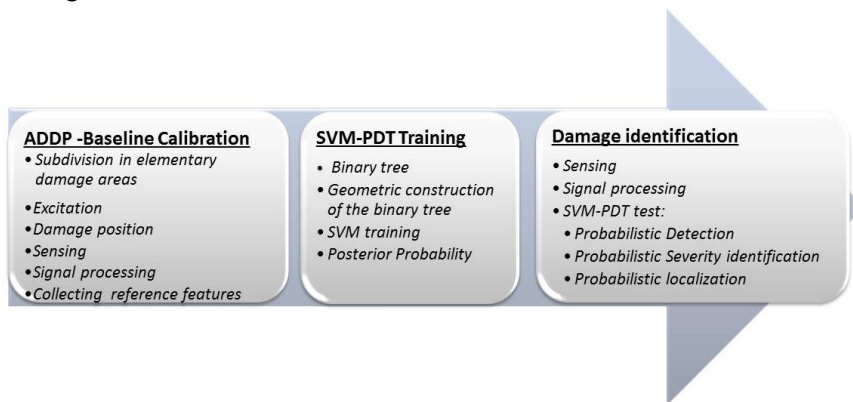 ADDP -Baseline Calibration
• Subdivision in elementary
damage areas
• Excitation
• Damage position
• Sensing
• Signal processing
• Collecting reference features
SVM-PDT Training
• Binary tree
• Geometric construction
of the binary tree
• SVM training
• Posterior Probability
Damage identification
• Sensing
• Signal processing
• SVM-PDT test:
• Probabilistic Detection
• Probabilistic Severity identification
• Probabilistic localization